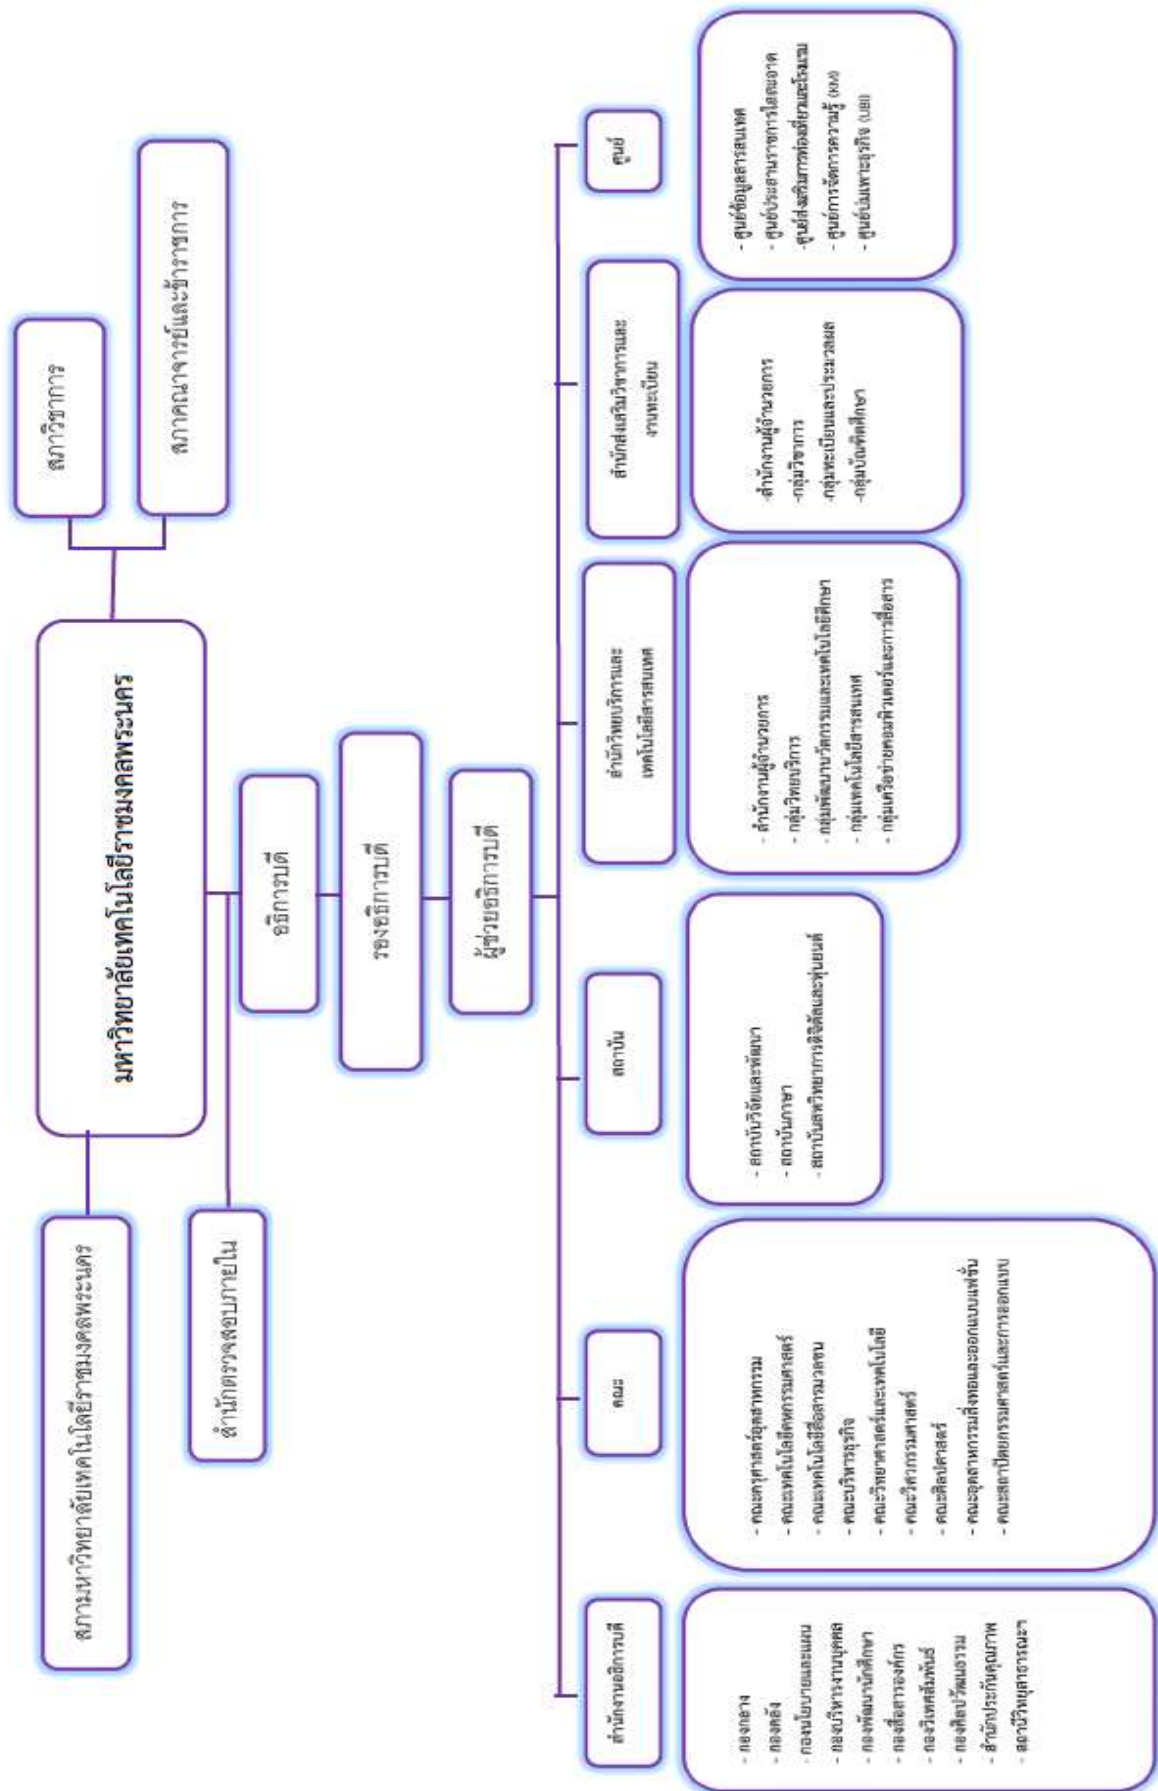 สภาวิชาการ
สภาคณาจารย์และข้าราชการ
มหาวิทยาลัยเทคโนโลยีราชมงคลพระนคร
สภามหาวิทยาลัยเทคโนโลยีราชมงคลพระนคร
สำนักตรวจสอบภายใน
อธิการบดี
รองอธิการบดี
ผู้ช่วยอธิการบดี
สำนักงานอธิการบดี
- กองกลาง
- กองคลัง
- กองนโยบายและแผน
- กองบริหารงานบุคคล
- กองพัฒนานักศึกษา
- กองสื่อสารองค์กร
- กองวิเทศสัมพันธ์
- กองศิลปวัฒนธรรม
- สำนักประกันคุณภาพ
- สถานีวิทยุสาธารณะฯ
คณะ
- คณะครุศาสตร์อุตสาหกรรม
- คณะเทคโนโลยีคหกรรมศาสตร์
- คณะเทคโนโลยีสื่อสารมวลชน
- คณะบริหารธุรกิจ
- คณะวิทยาศาสตร์และเทคโนโลยี
- คณะวิศวกรรมศาสตร์
- คณะศิลปศาสตร์
- คณะอุตสาหกรรมสิ่งทอและออกแบบแฟชั่น
- คณะสถาปัตยกรรมศาสตร์และการออกแบบ
สถาบัน
- สถาบันวิจัยและพัฒนา
- สถาบันภาษา
- สถาบันสหวิทยาการดิจิทัลและหุ่นยนต์
สำนักวิทยบริการและ
เทคโนโลยีสารสนเทศ
- สำนักงานผู้อำนวยการ
- กลุ่มวิทยบริการ
- กลุ่มพัฒนานวัตกรรมและเทคโนโลยีศึกษา
- กลุ่มเทคโนโลยีสารสนเทศ
- กลุ่มเครือข่ายคอมพิวเตอร์และการสื่อสาร
สำนักส่งเสริมวิชาการและ
งานทะเบียน
-สำนักงานผู้อำนวยการ
-กลุ่มวิชาการ
-กลุ่มทะเบียนและประมวลผล
-กลุ่มบัณฑิตศึกษา
ศูนย์
- ศูนย์ข้อมูลสารสนเทศ
- ศูนย์ประสานราชการใสสะอาด
-ศูนย์ส่งเสริมการท่องเที่ยวและโรงแรม
- ศูนย์การจัดการความรู้ (KM)
- ศูนย์บ่มเพาะธุรกิจ (UBI)